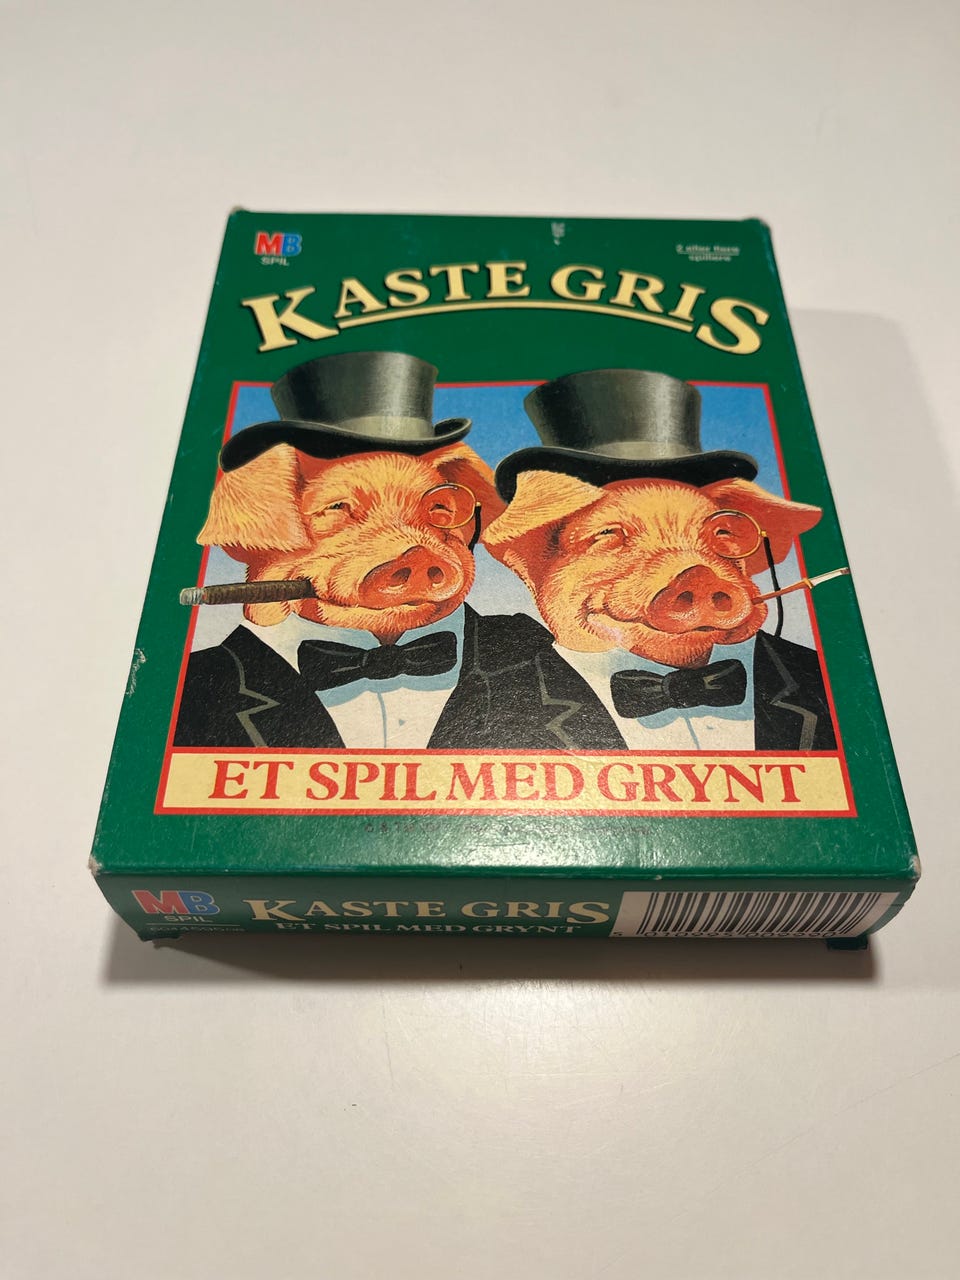 MB
SPIL
2 eller flere
spillere
KASTE GRIS
ET SPIL MED GRYNT
MB
SPIL
KASTE GRIS
ET SPIL MED GRYNT